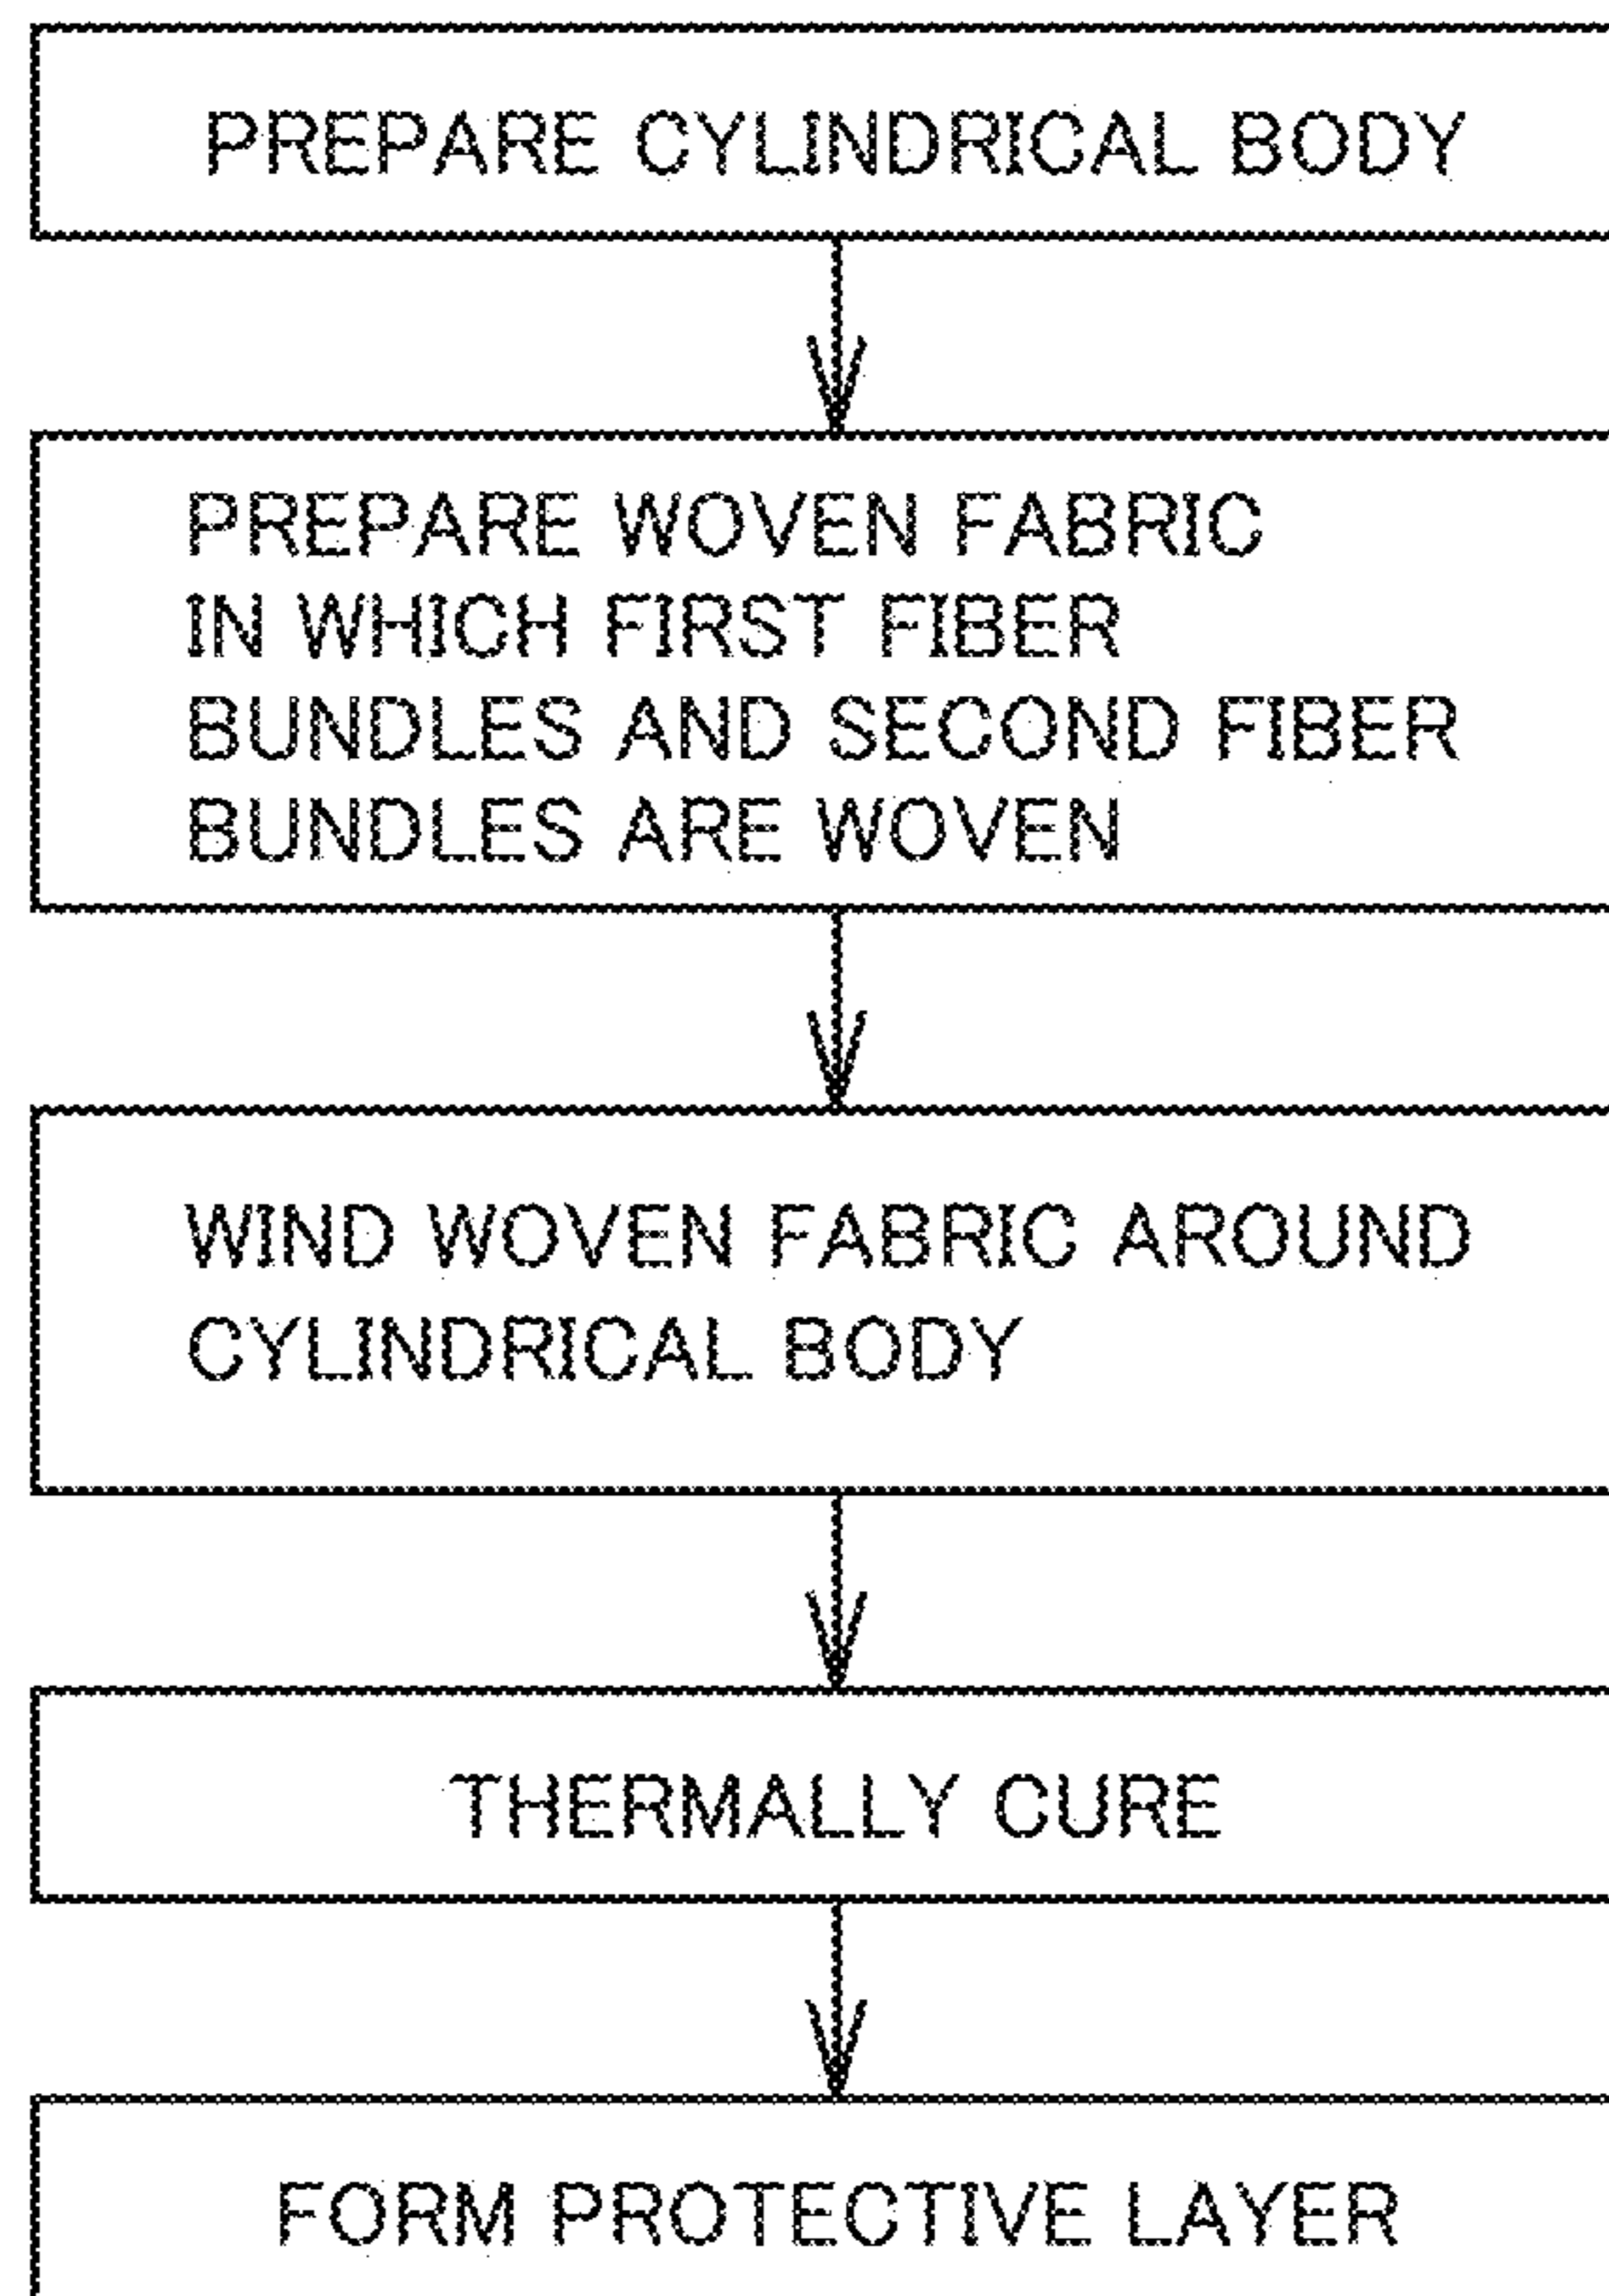 PREPARE CYLINDRICAL BODY
PREPARE WOVEN FABRIC
IN WHICH FIRST FIBER
BUNDLES AND SECOND FIBER
BUNDLES ARE WOVEN
WIND WOVEN FABRIC AROUND
CYLINDRICAL BODY
THERMALLY CURE
FORM PROTECTIVE LAYER